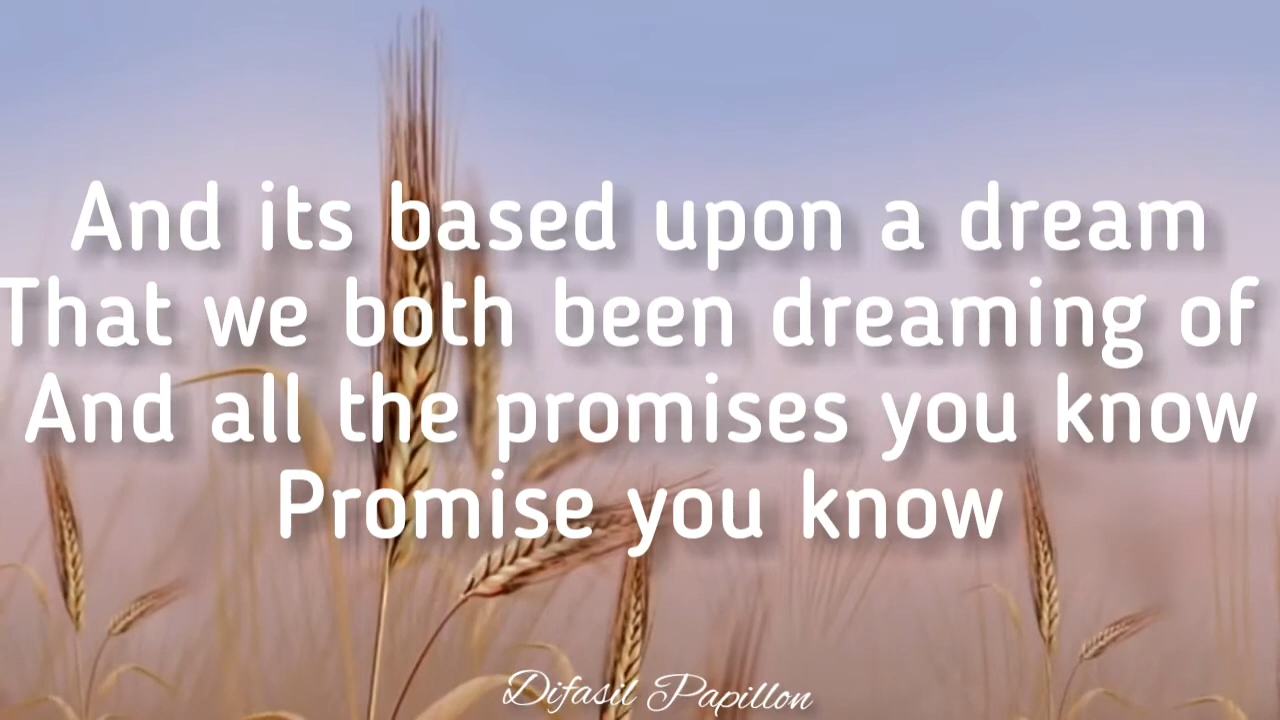 And its based upon a dream
That we both been dreaming of
And all the promises you know
Promise you know
Difasil Papillon